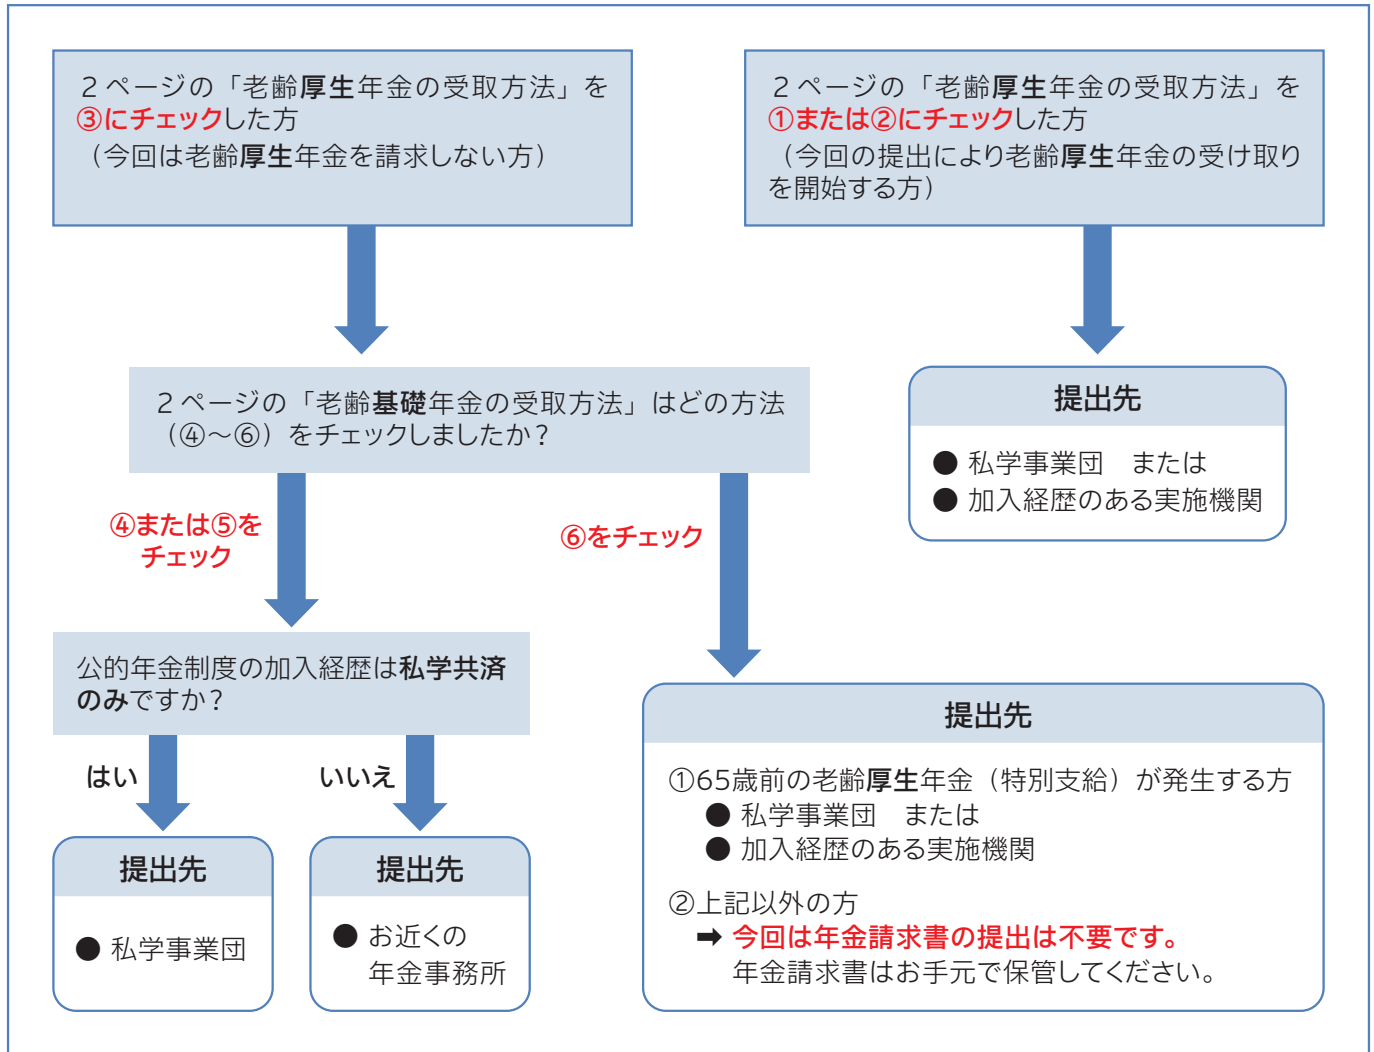 ２ページの「老齢厚生年金の受取方法」を
③にチェックした方
（今回は老齢厚生年金を請求しない方）
２ページの「老齢厚生年金の受取方法」を
①または②にチェックした方
（今回の提出により老齢厚生年金の受け取り
を開始する方）
２ページの「老齢基礎年金の受取方法」はどの方法
（④～⑥）をチェックしましたか？
提出先
● 私学事業団　または
● 加入経歴のある実施機関
④または⑤を
チェック
⑥をチェック
公的年金制度の加入経歴は私学共済
のみですか？
はい
いいえ
提出先
● 私学事業団
提出先
● お近くの
年金事務所
提出先
①65歳前の老齢厚生年金（特別支給）が発生する方
● 私学事業団　または
● 加入経歴のある実施機関
②上記以外の方
➡ 今回は年金請求書の提出は不要です。
年金請求書はお手元で保管してください。